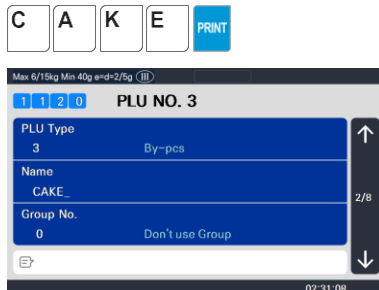 C A K E PRINT
Max 6/15kg Min 40g e=d=2/5g III
1 1 2 0 PLU NO. 3
PLU Type
3 By-pcs
Name
CAKE_
2/8
Group No.
0 Don't use Group
02:31:08